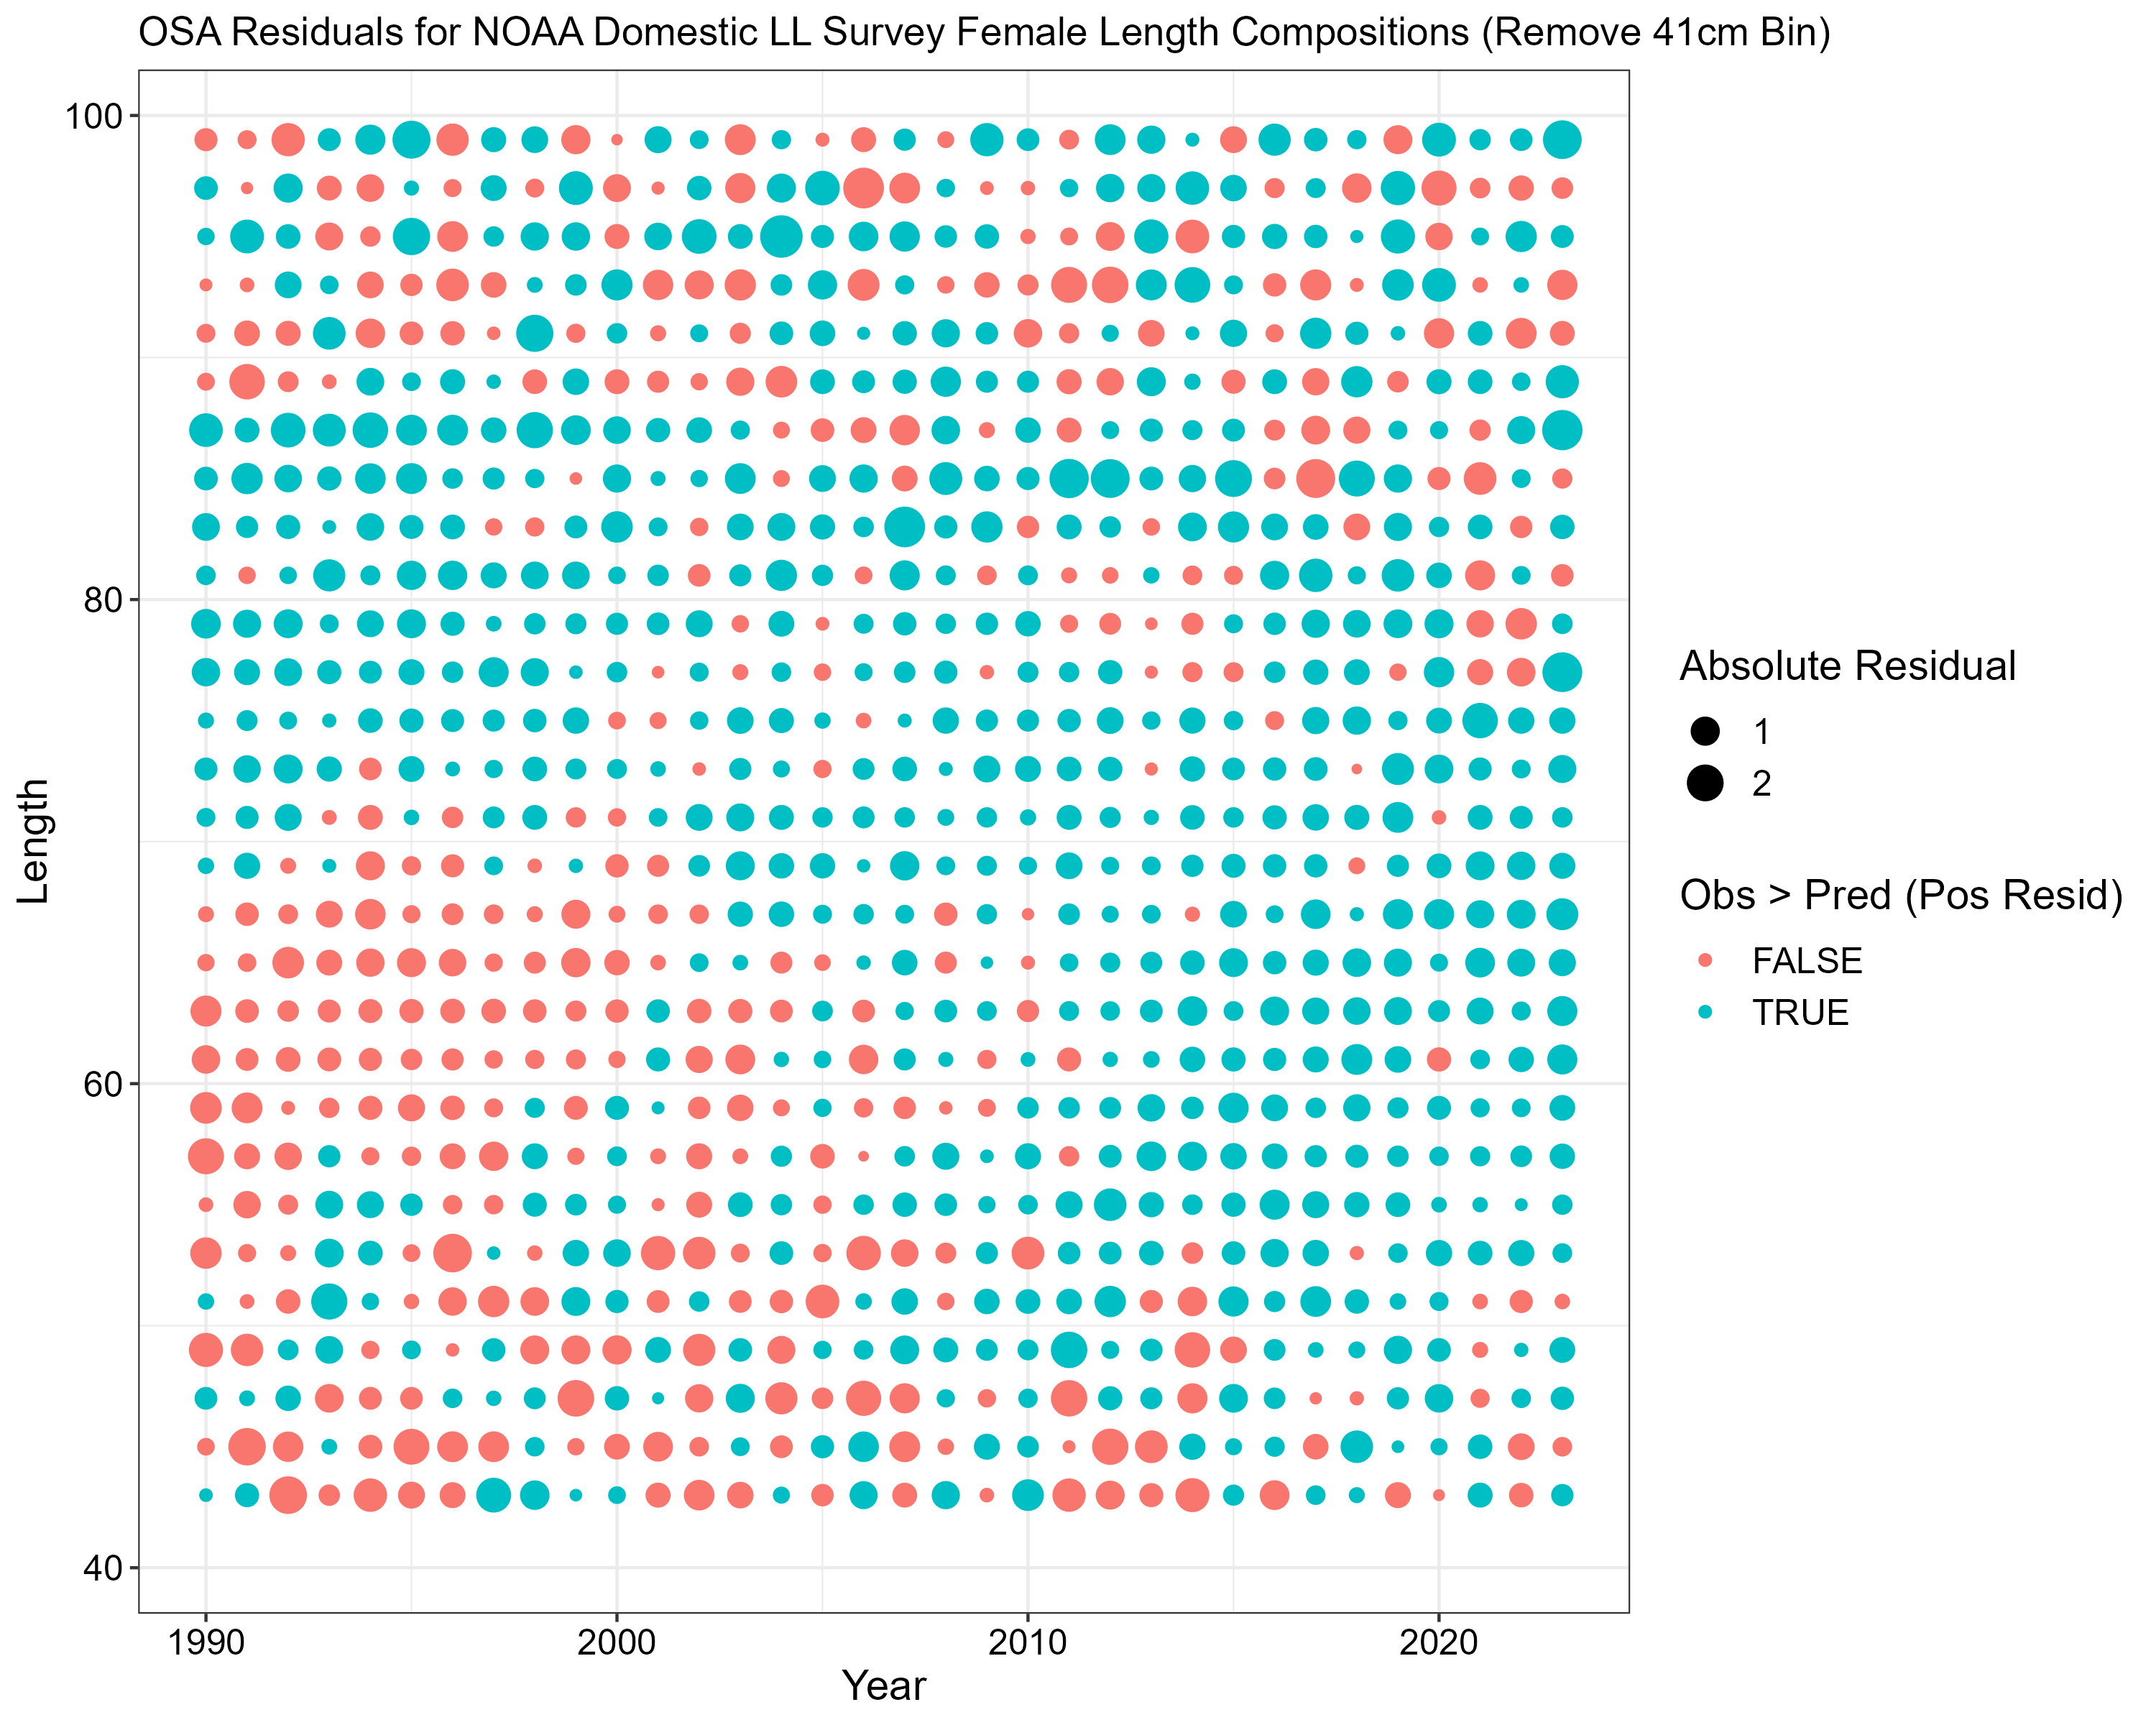 OSA Residuals for NOAA Domestic LL Survey Female Length Compositions (Remove 41cm Bin)
100
80
60
40
Length
1990
2000
2010
2020
Year
Absolute Residual
1
2
Obs > Pred (Pos Resid)
FALSE
TRUE